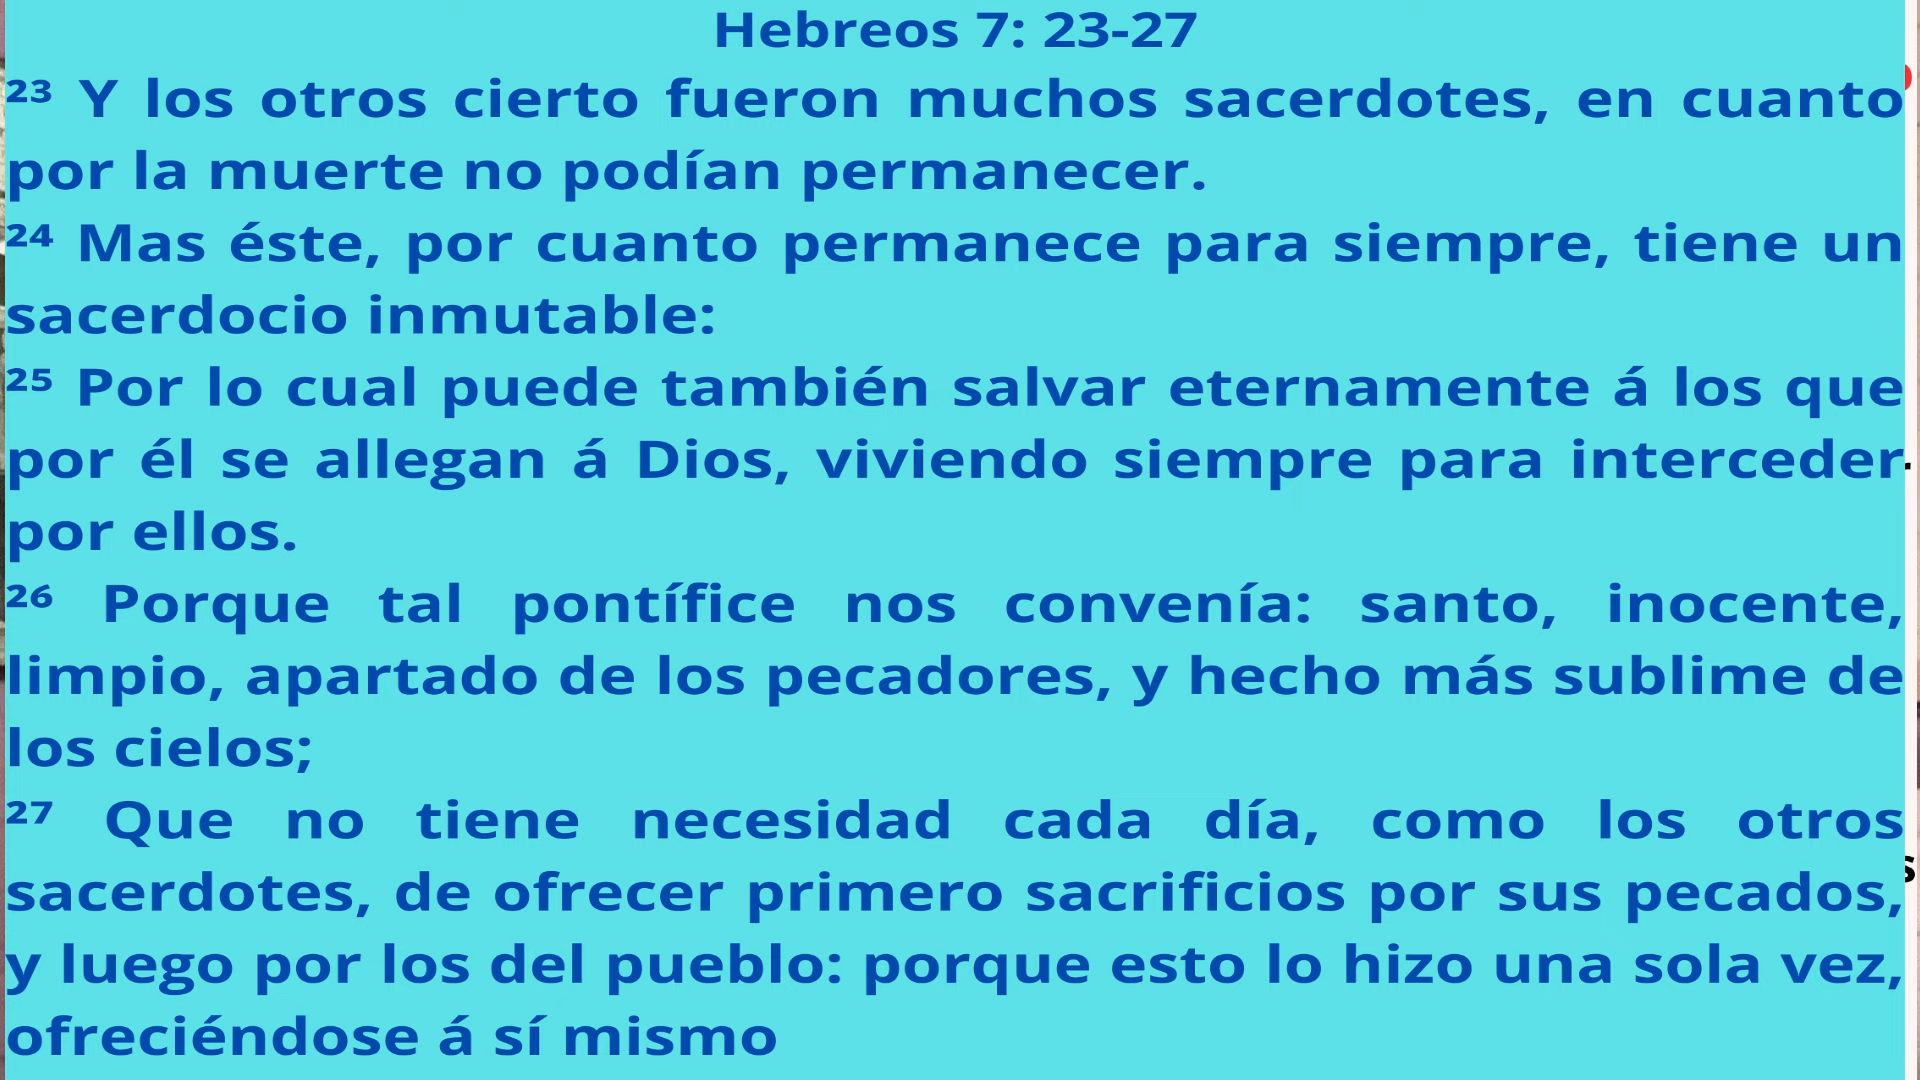 Hebreos 7: 23-27
²³ Y los otros cierto fueron muchos sacerdotes, en cuanto
por la muerte no podían permanecer.
²⁴ Mas éste, por cuanto permanece para siempre, tiene un
sacerdocio inmutable:
²⁵ Por lo cual puede también salvar eternamente á los que
por él se allegan á Dios, viviendo siempre para interceder
por ellos.
²⁶ Porque tal pontífice nos convenía: santo, inocente,
limpio, apartado de los pecadores, y hecho más sublime de
los cielos;
²⁷ Que no tiene necesidad cada día, como los otros
sacerdotes, de ofrecer primero sacrificios por sus pecados,
y luego por los del pueblo: porque esto lo hizo una sola vez,
ofreciéndose á sí mismo